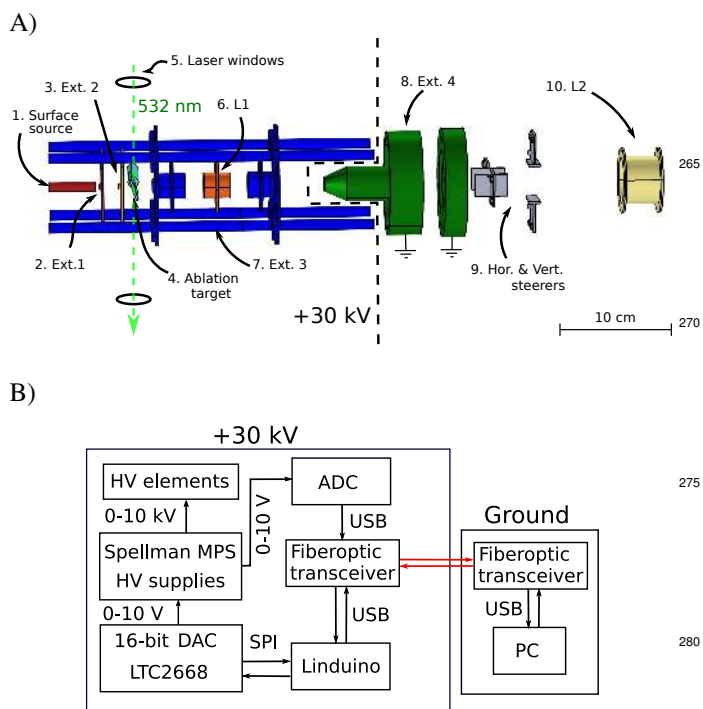 A)
5. Laser windows
3. Ext. 2
532 nm
6. L1
8. Ext. 4
10. L2
1. Surface
source
265
2. Ext.1
4. Ablation
target
7. Ext. 3
9. Hor. & Vert.
steerers
+30 kV
10 cm
270
B)
+30 kV
HV elements
ADC
275
0-10 kV
0-10 V
USB
Ground
Spellman MPS
HV supplies
Fiberoptic
transceiver
Fiberoptic
transceiver
0-10 V
USB
USB
16-bit DAC
LTC2668
SPI
Linduino
PC
280